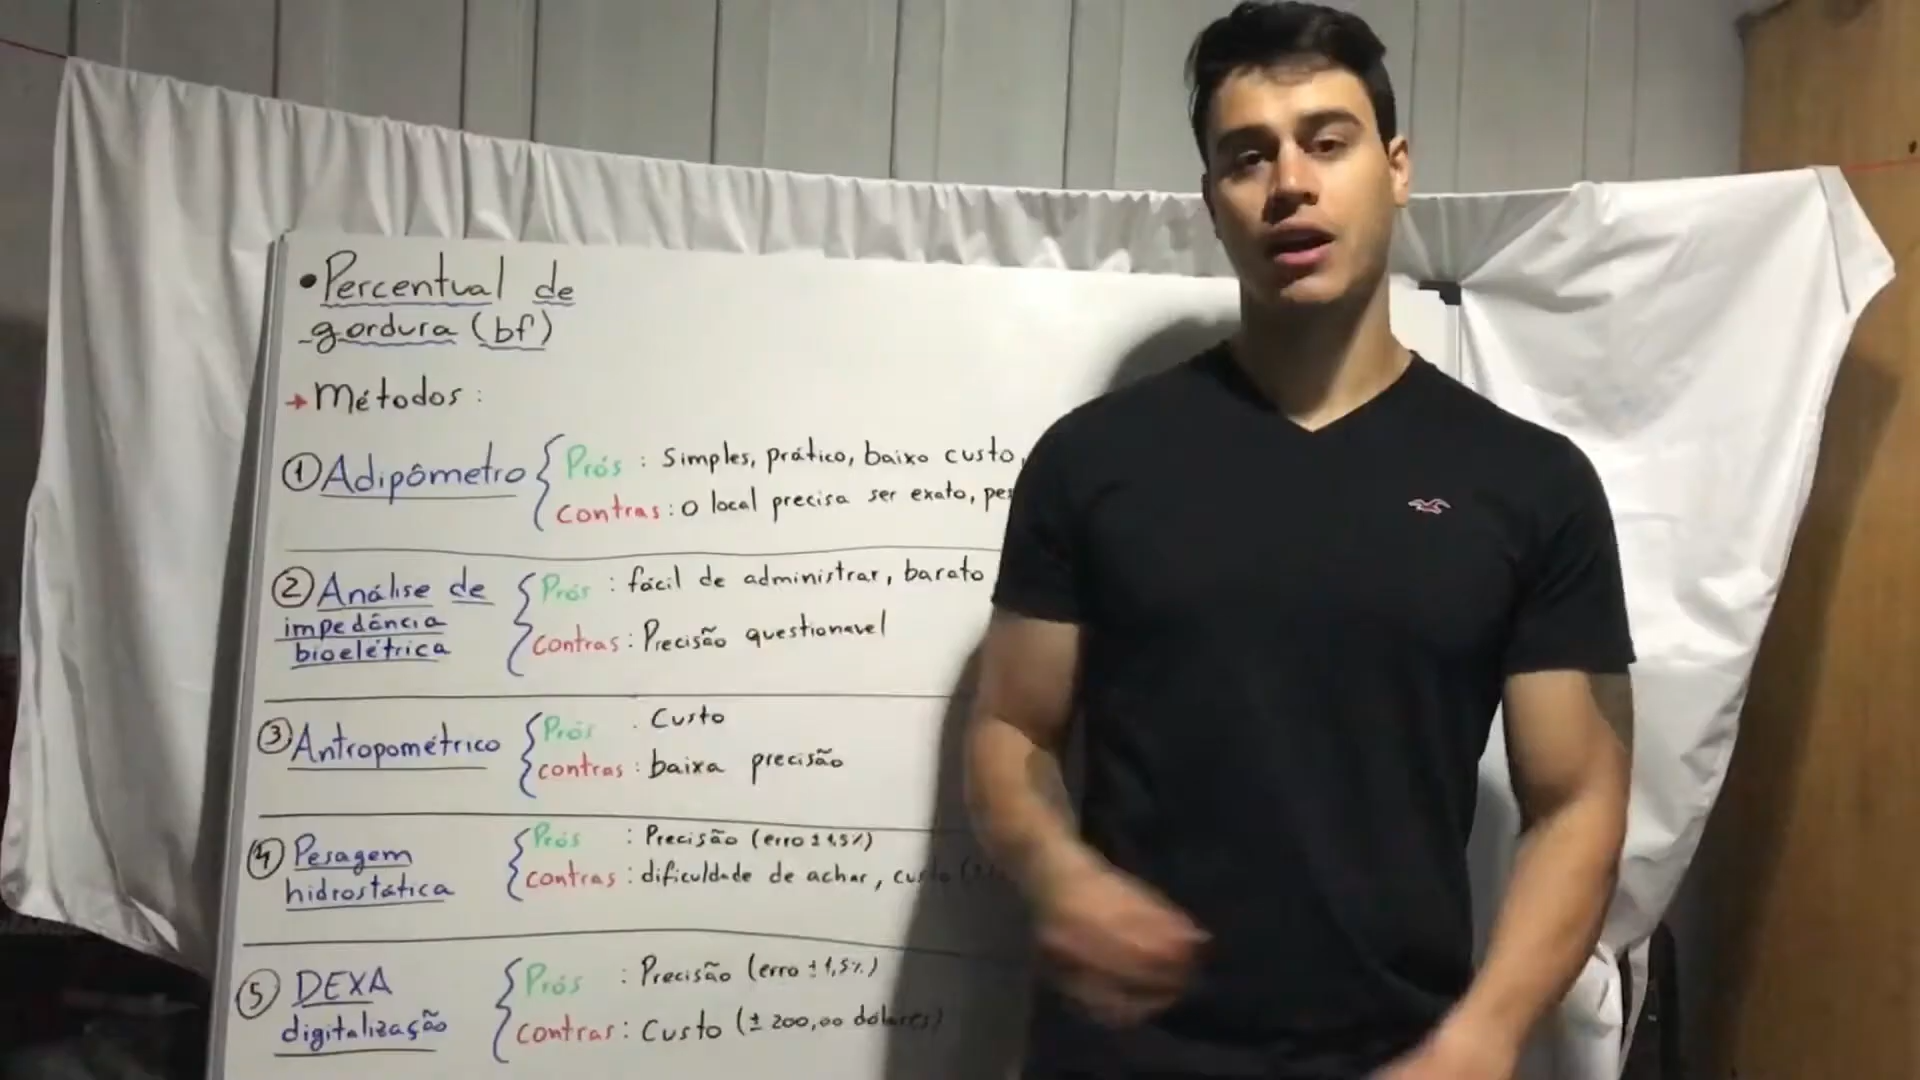 •Percentual de
gordura (bf)
→ Métodos:
① Adipômetro { Prós : Simples, prático, baixo custo,
contras : o local precisa ser exato,
② Análise de impedância bioelétrica { Prós : fácil de administrar, barato
contras : Precisão questionavel
③ Antropométrico { Prós : Custo
contras : baixa precisão
④ Pesagem hidrostática { Prós : Precisão (erro ± 1,5%)
contras : dificuldade de achar, custo
⑤ DEXA digitalização { Prós : Precisão (erro ± 1,5%)
contras : Custo (± 200,00 dólares)